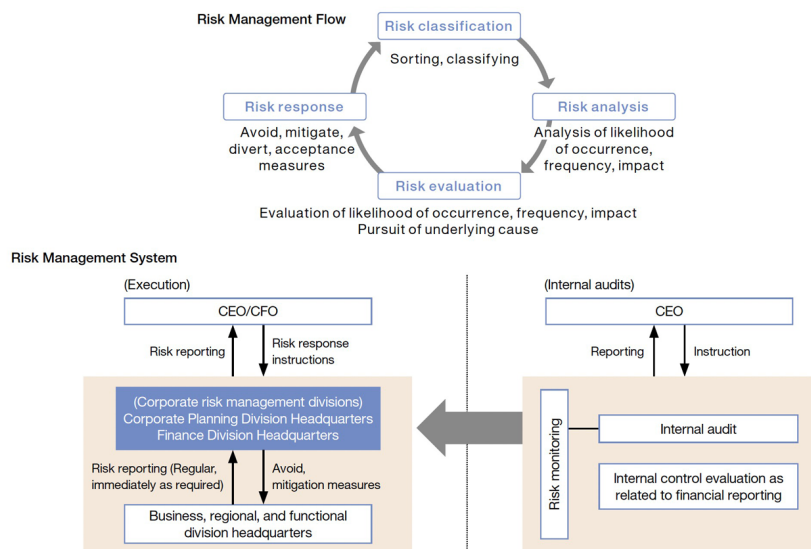 Risk Management Flow
Risk classification
Sorting, classifying
Risk response
Avoid, mitigate,
divert, acceptance
measures
Risk analysis
Analysis of likelihood
of occurrence,
frequency, impact
Risk evaluation
Evaluation of likelihood of occurrence, frequency, impact
Pursuit of underlying cause
Risk Management System
(Execution)
CEO/CFO
Risk reporting
Risk response
instructions
(Corporate risk management divisions)
Corporate Planning Division Headquarters
Finance Division Headquarters
Risk reporting (Regular,
immediately as required)
Avoid,
mitigation measures
Business, regional, and functional
division headquarters
(Internal audits)
CEO
Reporting
Instruction
Risk monitoring
Internal audit
Internal control evaluation as
related to financial reporting